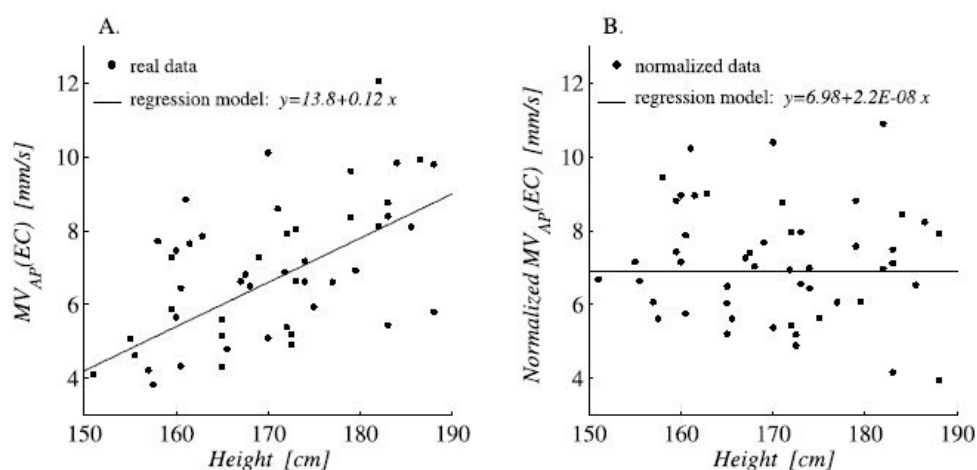 A.
real data
regression model: y=13.8+0.12 x
MV_AP(EC) [mm/s]
12
10
8
6
4
150 160 170 180 190
Height [cm]
B.
normalized data
regression model: y=6.98+2.2E-08 x
Normalized MV_AP(EC) [mm/s]
12
10
8
6
4
150 160 170 180 190
Height [cm]